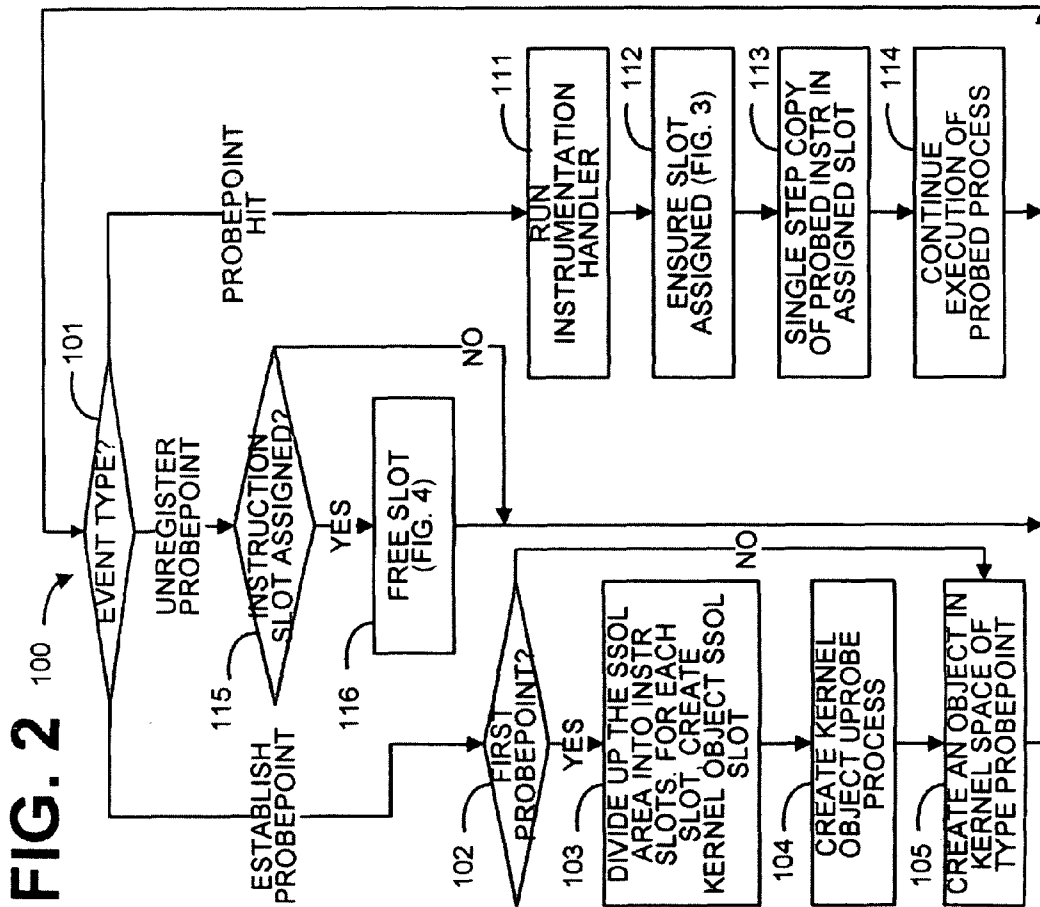 FIG. 2
100
EVENT TYPE?
101
ESTABLISH
PROBEPOINT
UNREGISTER
PROBEPOINT
PROBEPOINT
HIT
102
FIRST
PROBEPOINT?
YES
NO
103
DIVIDE UP THE SSOL
AREA INTO INSTR
SLOTS. FOR EACH
SLOT, CREATE
KERNEL OBJECT SSOL
SLOT
104
CREATE KERNEL
OBJECT UPROBE
PROCESS
105
CREATE AN OBJECT IN
KERNEL SPACE OF
TYPE PROBEPOINT
115
INSTRUCTION
SLOT ASSIGNED?
YES
NO
116
FREE SLOT
(FIG. 4)
111
RUN
INSTRUMENTATION
HANDLER
112
ENSURE SLOT
ASSIGNED (FIG. 3)
113
SINGLE STEP COPY
OF PROBED INSTR IN
ASSIGNED SLOT
114
CONTINUE
EXECUTION OF
PROBED PROCESS